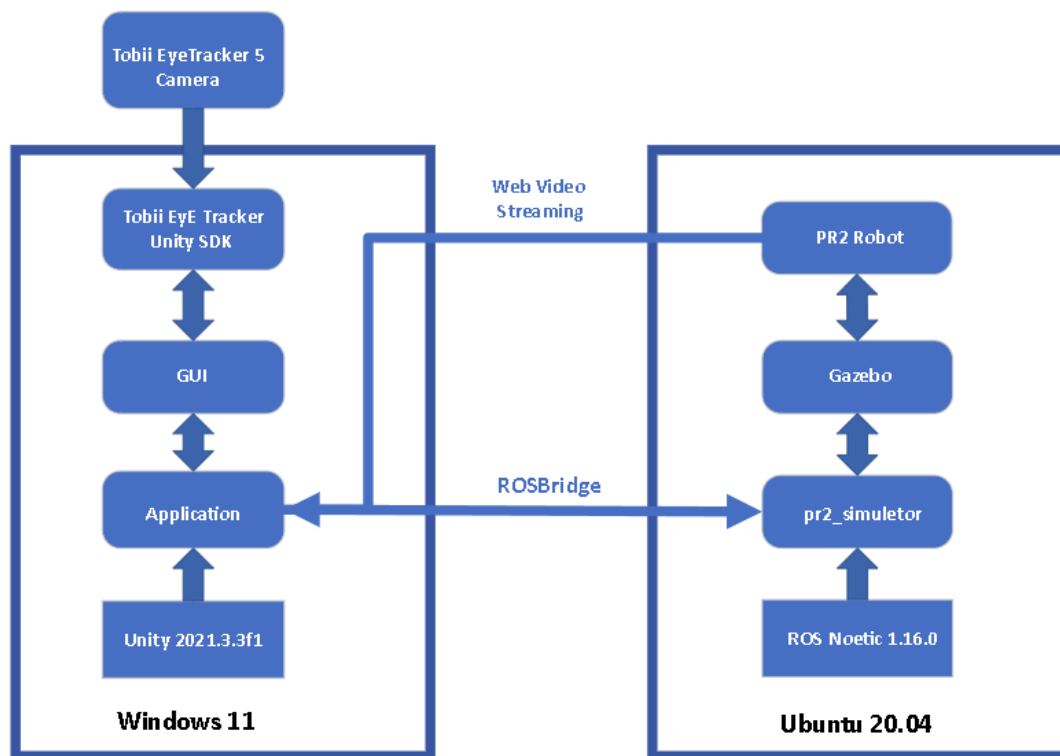 Tobii EyeTracker 5
Camera
Tobii EyE Tracker
Unity SDK
GUI
Application
Unity 2021.3.3f1
Windows 11
Web Video
Streaming
ROSBridge
PR2 Robot
Gazebo
pr2_simuletor
ROS Noetic 1.16.0
Ubuntu 20.04